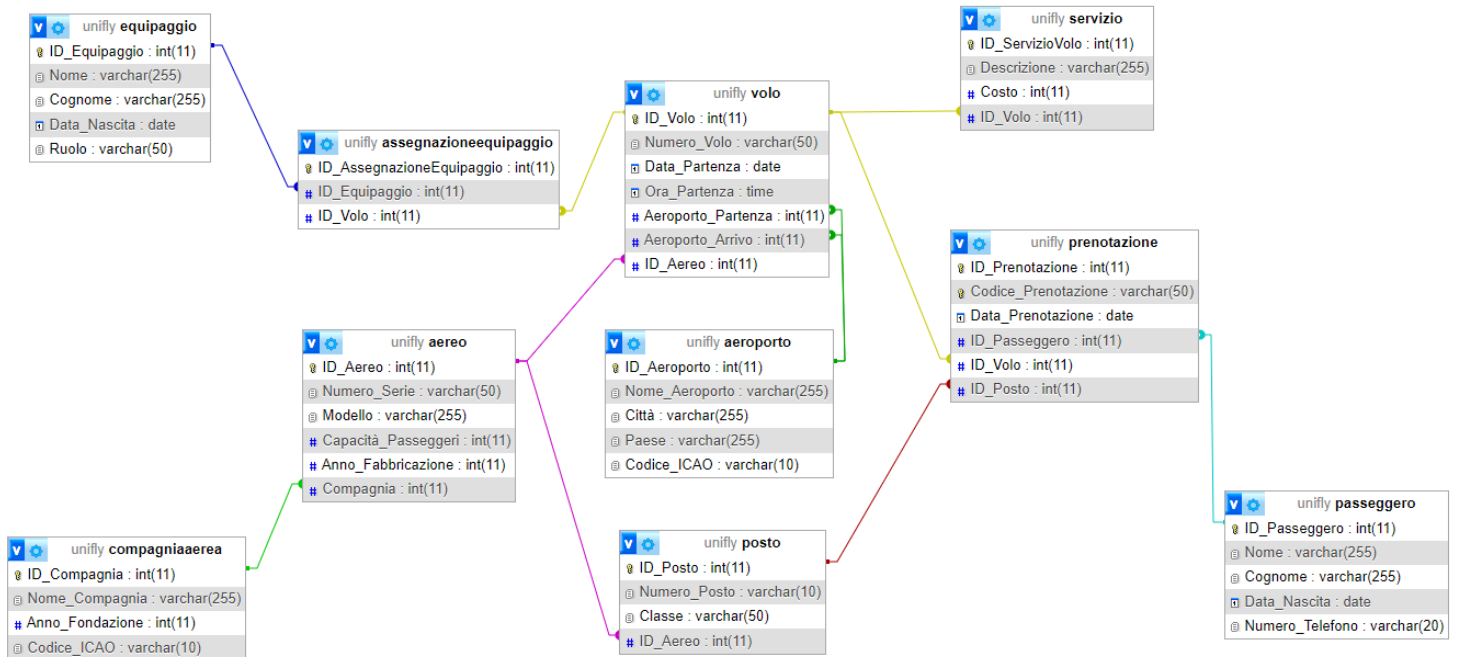 unifly equipaggio
ID_Equipaggio : int(11)
Nome : varchar(255)
Cognome : varchar(255)
Data_Nascita : date
Ruolo : varchar(50)
unifly assegnazioneequipaggio
ID_AssegnazioneEquipaggio : int(11)
# ID_Equipaggio : int(11)
# ID_Volo : int(11)
unifly volo
ID_Volo : int(11)
Numero_Volo : varchar(50)
Data_Partenza : date
Ora_Partenza : time
# Aeroporto_Partenza : int(11)
# Aeroporto_Arrivo : int(11)
# ID_Aereo : int(11)
unifly servizio
ID_ServizioVolo : int(11)
Descrizione : varchar(255)
# Costo : int(11)
# ID_Volo : int(11)
unifly prenotazione
ID_Prenotazione : int(11)
Codice_Prenotazione : varchar(50)
Data_Prenotazione : date
# ID_Passeggero : int(11)
# ID_Volo : int(11)
# ID_Posto : int(11)
unifly aereo
ID_Aereo : int(11)
Numero_Serie : varchar(50)
Modello : varchar(255)
# Capacità_Passeggeri : int(11)
# Anno_Fabbricazione : int(11)
# Compagnia : int(11)
unifly aeroporto
ID_Aeroporto : int(11)
Nome_Aeroporto : varchar(255)
Città : varchar(255)
Paese : varchar(255)
Codice_ICAO : varchar(10)
unifly compagniaaerea
ID_Compagnia : int(11)
Nome_Compagnia : varchar(255)
# Anno_Fondazione : int(11)
Codice_ICAO : varchar(10)
unifly posto
ID_Posto : int(11)
Numero_Posto : varchar(10)
Classe : varchar(50)
# ID_Aereo : int(11)
unifly passeggero
ID_Passeggero : int(11)
Nome : varchar(255)
Cognome : varchar(255)
Data_Nascita : date
Numero_Telefono : varchar(20)